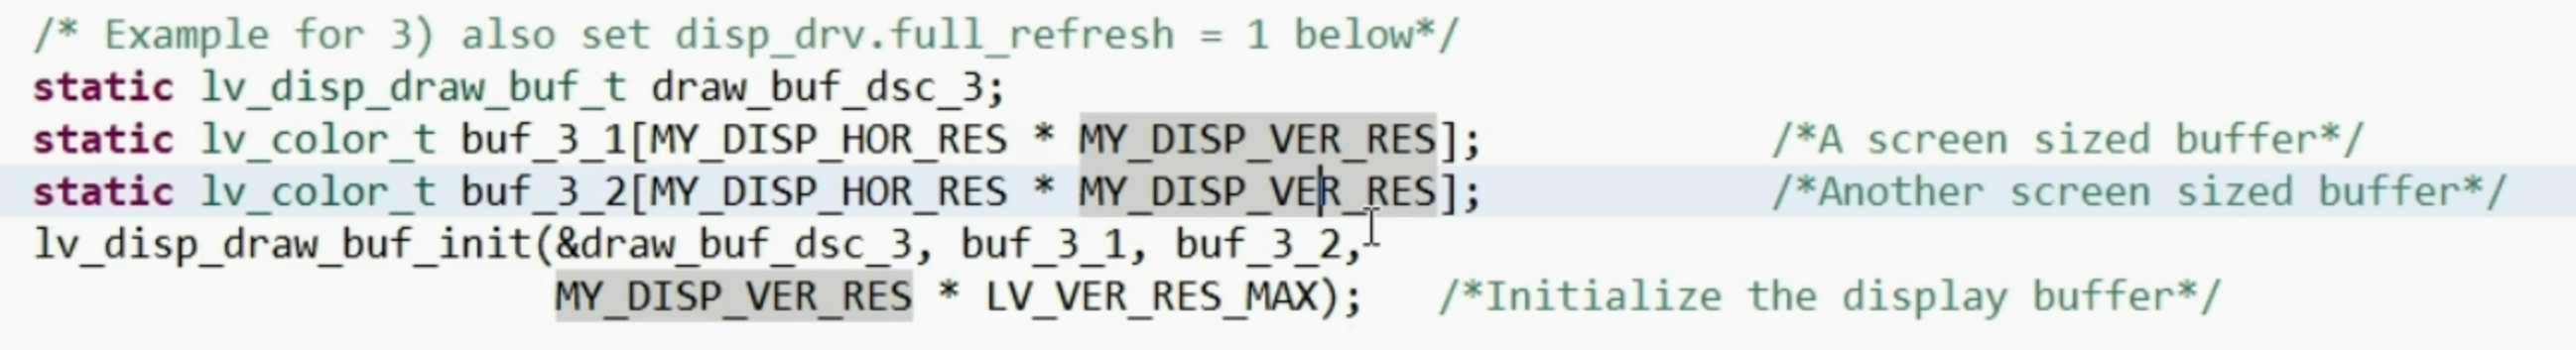 /* Example for 3) also set disp_drv.full_refresh = 1 below*/
static lv_disp_draw_buf_t draw_buf_dsc_3;
static lv_color_t buf_3_1[MY_DISP_HOR_RES * MY_DISP_VER_RES];            /*A screen sized buffer*/
static lv_color_t buf_3_2[MY_DISP_HOR_RES * MY_DISP_VER_RES];            /*Another screen sized buffer*/
lv_disp_draw_buf_init(&draw_buf_dsc_3, buf_3_1, buf_3_2,
                      MY_DISP_VER_RES * LV_VER_RES_MAX);   /*Initialize the display buffer*/